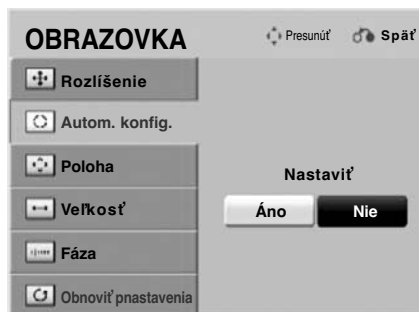 OBRAZOVKA
Presunúť Späť
Rozlíšenie
Autom. konfig.
Poloha
Veľkosť
Fáza
Obnoviť pnastavenia
Nastaviť
Áno Nie